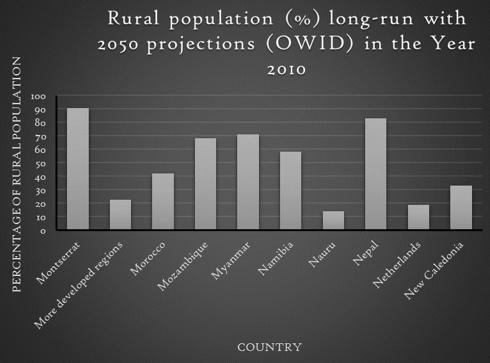 Rural population (%) long-run with
2050 projections (OWID) in the Year
2010
PERCENTAGE OF RURAL POPULATION
100
90
80
70
60
50
40
30
20
10
0
Montserrat
More developed regions
Morocco
Mozambique
Myanmar
Namibia
Nauru
Nepal
Netherlands
New Caledonia
COUNTRY